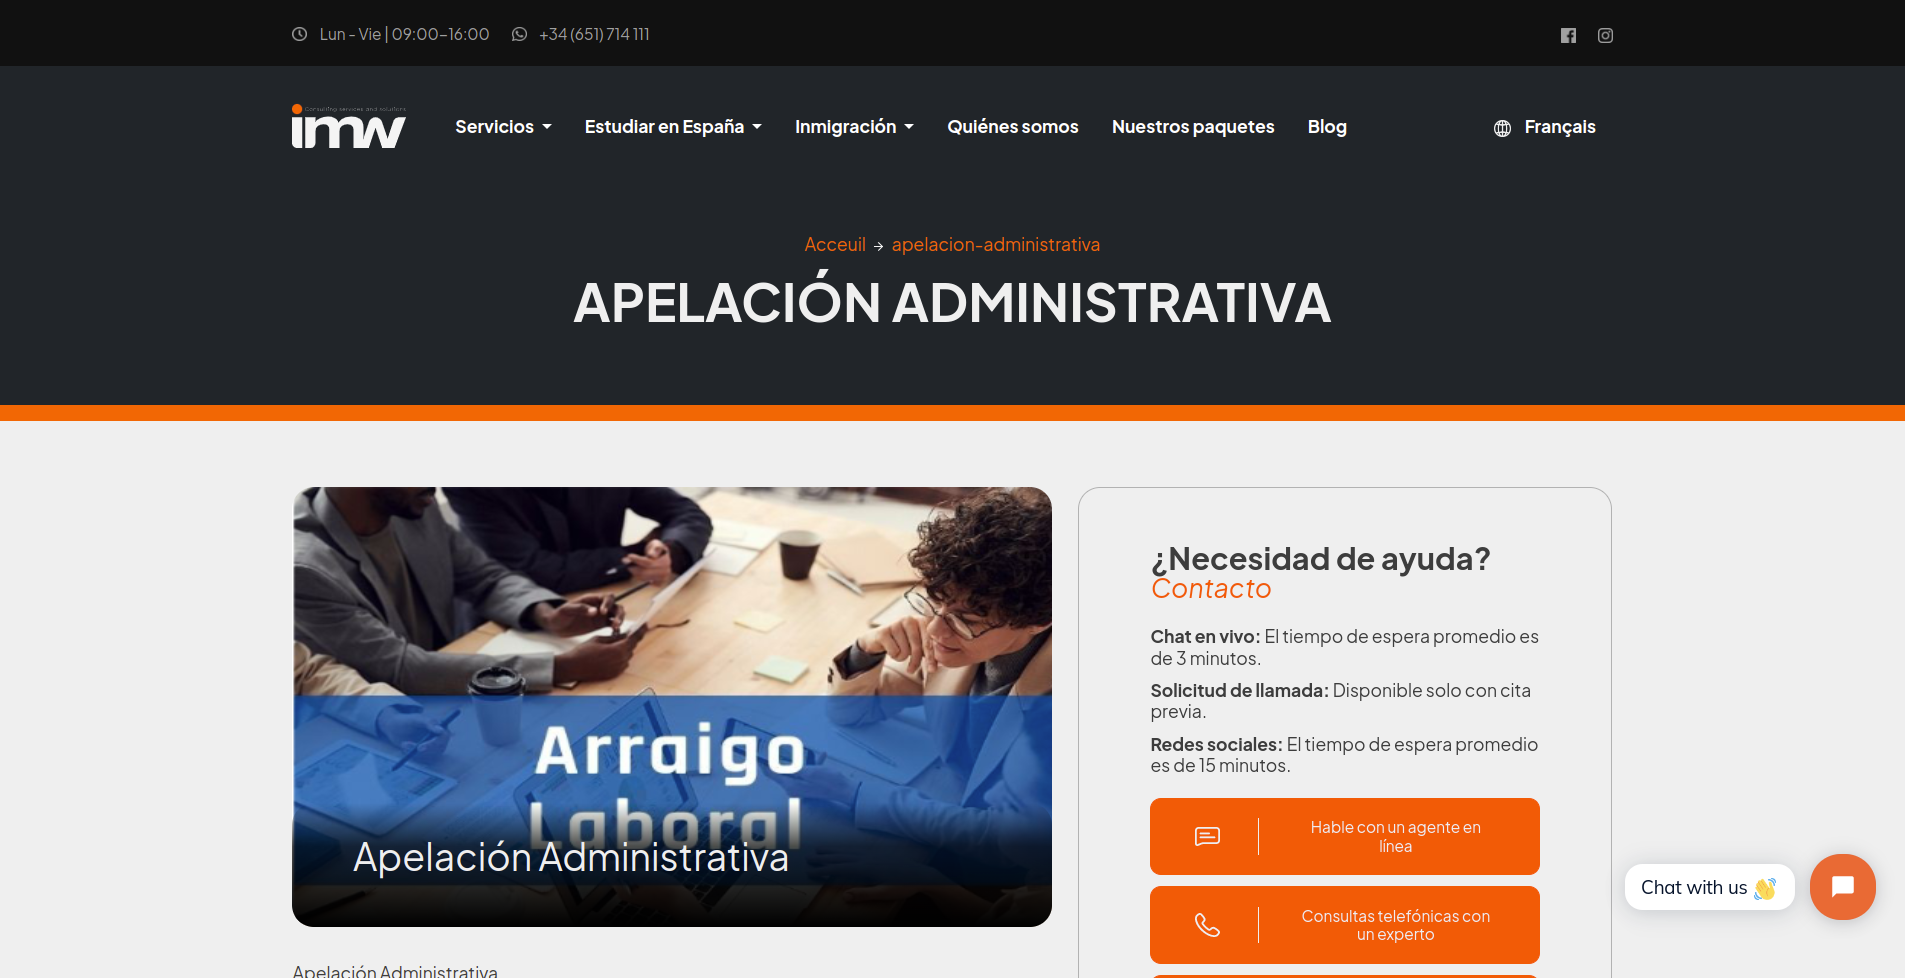 Lun - Vie | 09:00–16:00 +34 (651) 714 111
Consulting services and solutions
imw
Servicios Estudiar en España Inmigración Quiénes somos Nuestros paquetes Blog Français
Acceuil → apelacion-administrativa
APELACIÓN ADMINISTRATIVA
Arraigo
Laboral
Apelación Administrativa
Apelación Administrativa
¿Necesidad de ayuda?
Contacto
Chat en vivo: El tiempo de espera promedio es
de 3 minutos.
Solicitud de llamada: Disponible solo con cita
previa.
Redes sociales: El tiempo de espera promedio
es de 15 minutos.
Hable con un agente en
línea
Consultas telefónicas con
un experto
Chat with us 👋